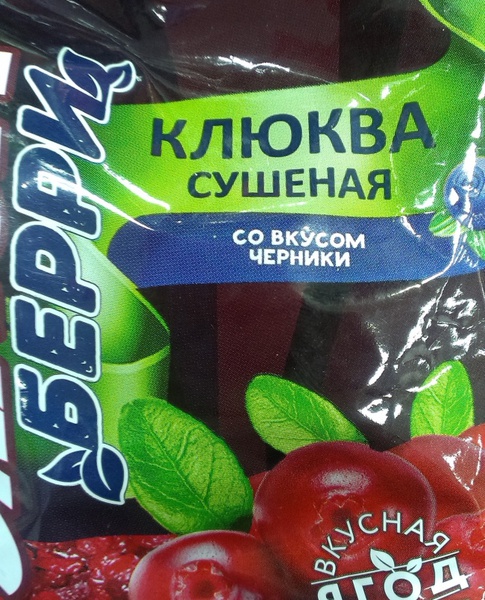 БЕРРИ
КЛЮКВА
СУШЕНАЯ
СО ВКУСОМ
ЧЕРНИКИ
ВКУСНАЯ
ЯГОД